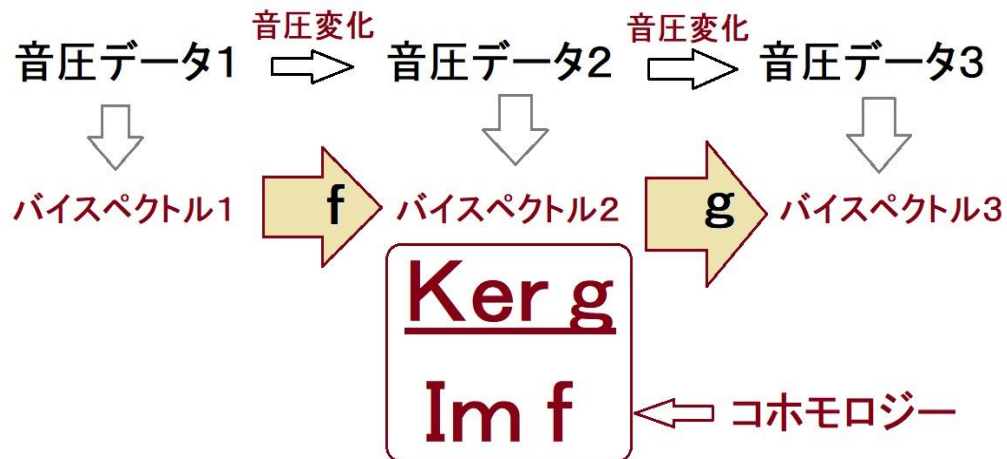 音圧変化 音圧変化
音圧データ1 音圧データ2 音圧データ3
バイスペクトル1 f バイスペクトル2 g バイスペクトル3
Ker g
Im f
コホモロジー